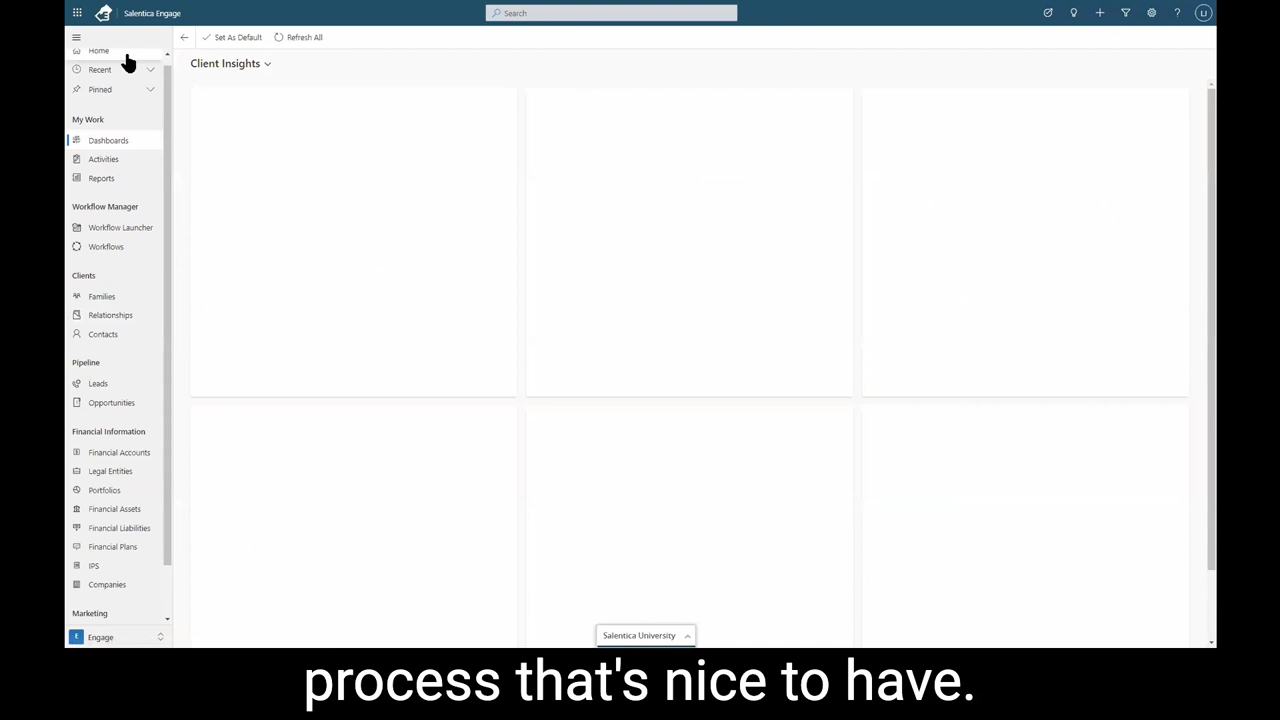 Salentica Engage
Search
LI
Set As Default
Refresh All
Home
Recent
Pinned
Client Insights
My Work
Dashboards
Activities
Reports
Workflow Manager
Workflow Launcher
Workflows
Clients
Families
Relationships
Contacts
Pipeline
Leads
Opportunities
Financial Information
Financial Accounts
Legal Entities
Portfolios
Financial Assets
Financial Liabilities
Financial Plans
IPS
Companies
Marketing
E Engage
Salentica University
process that's nice to have.